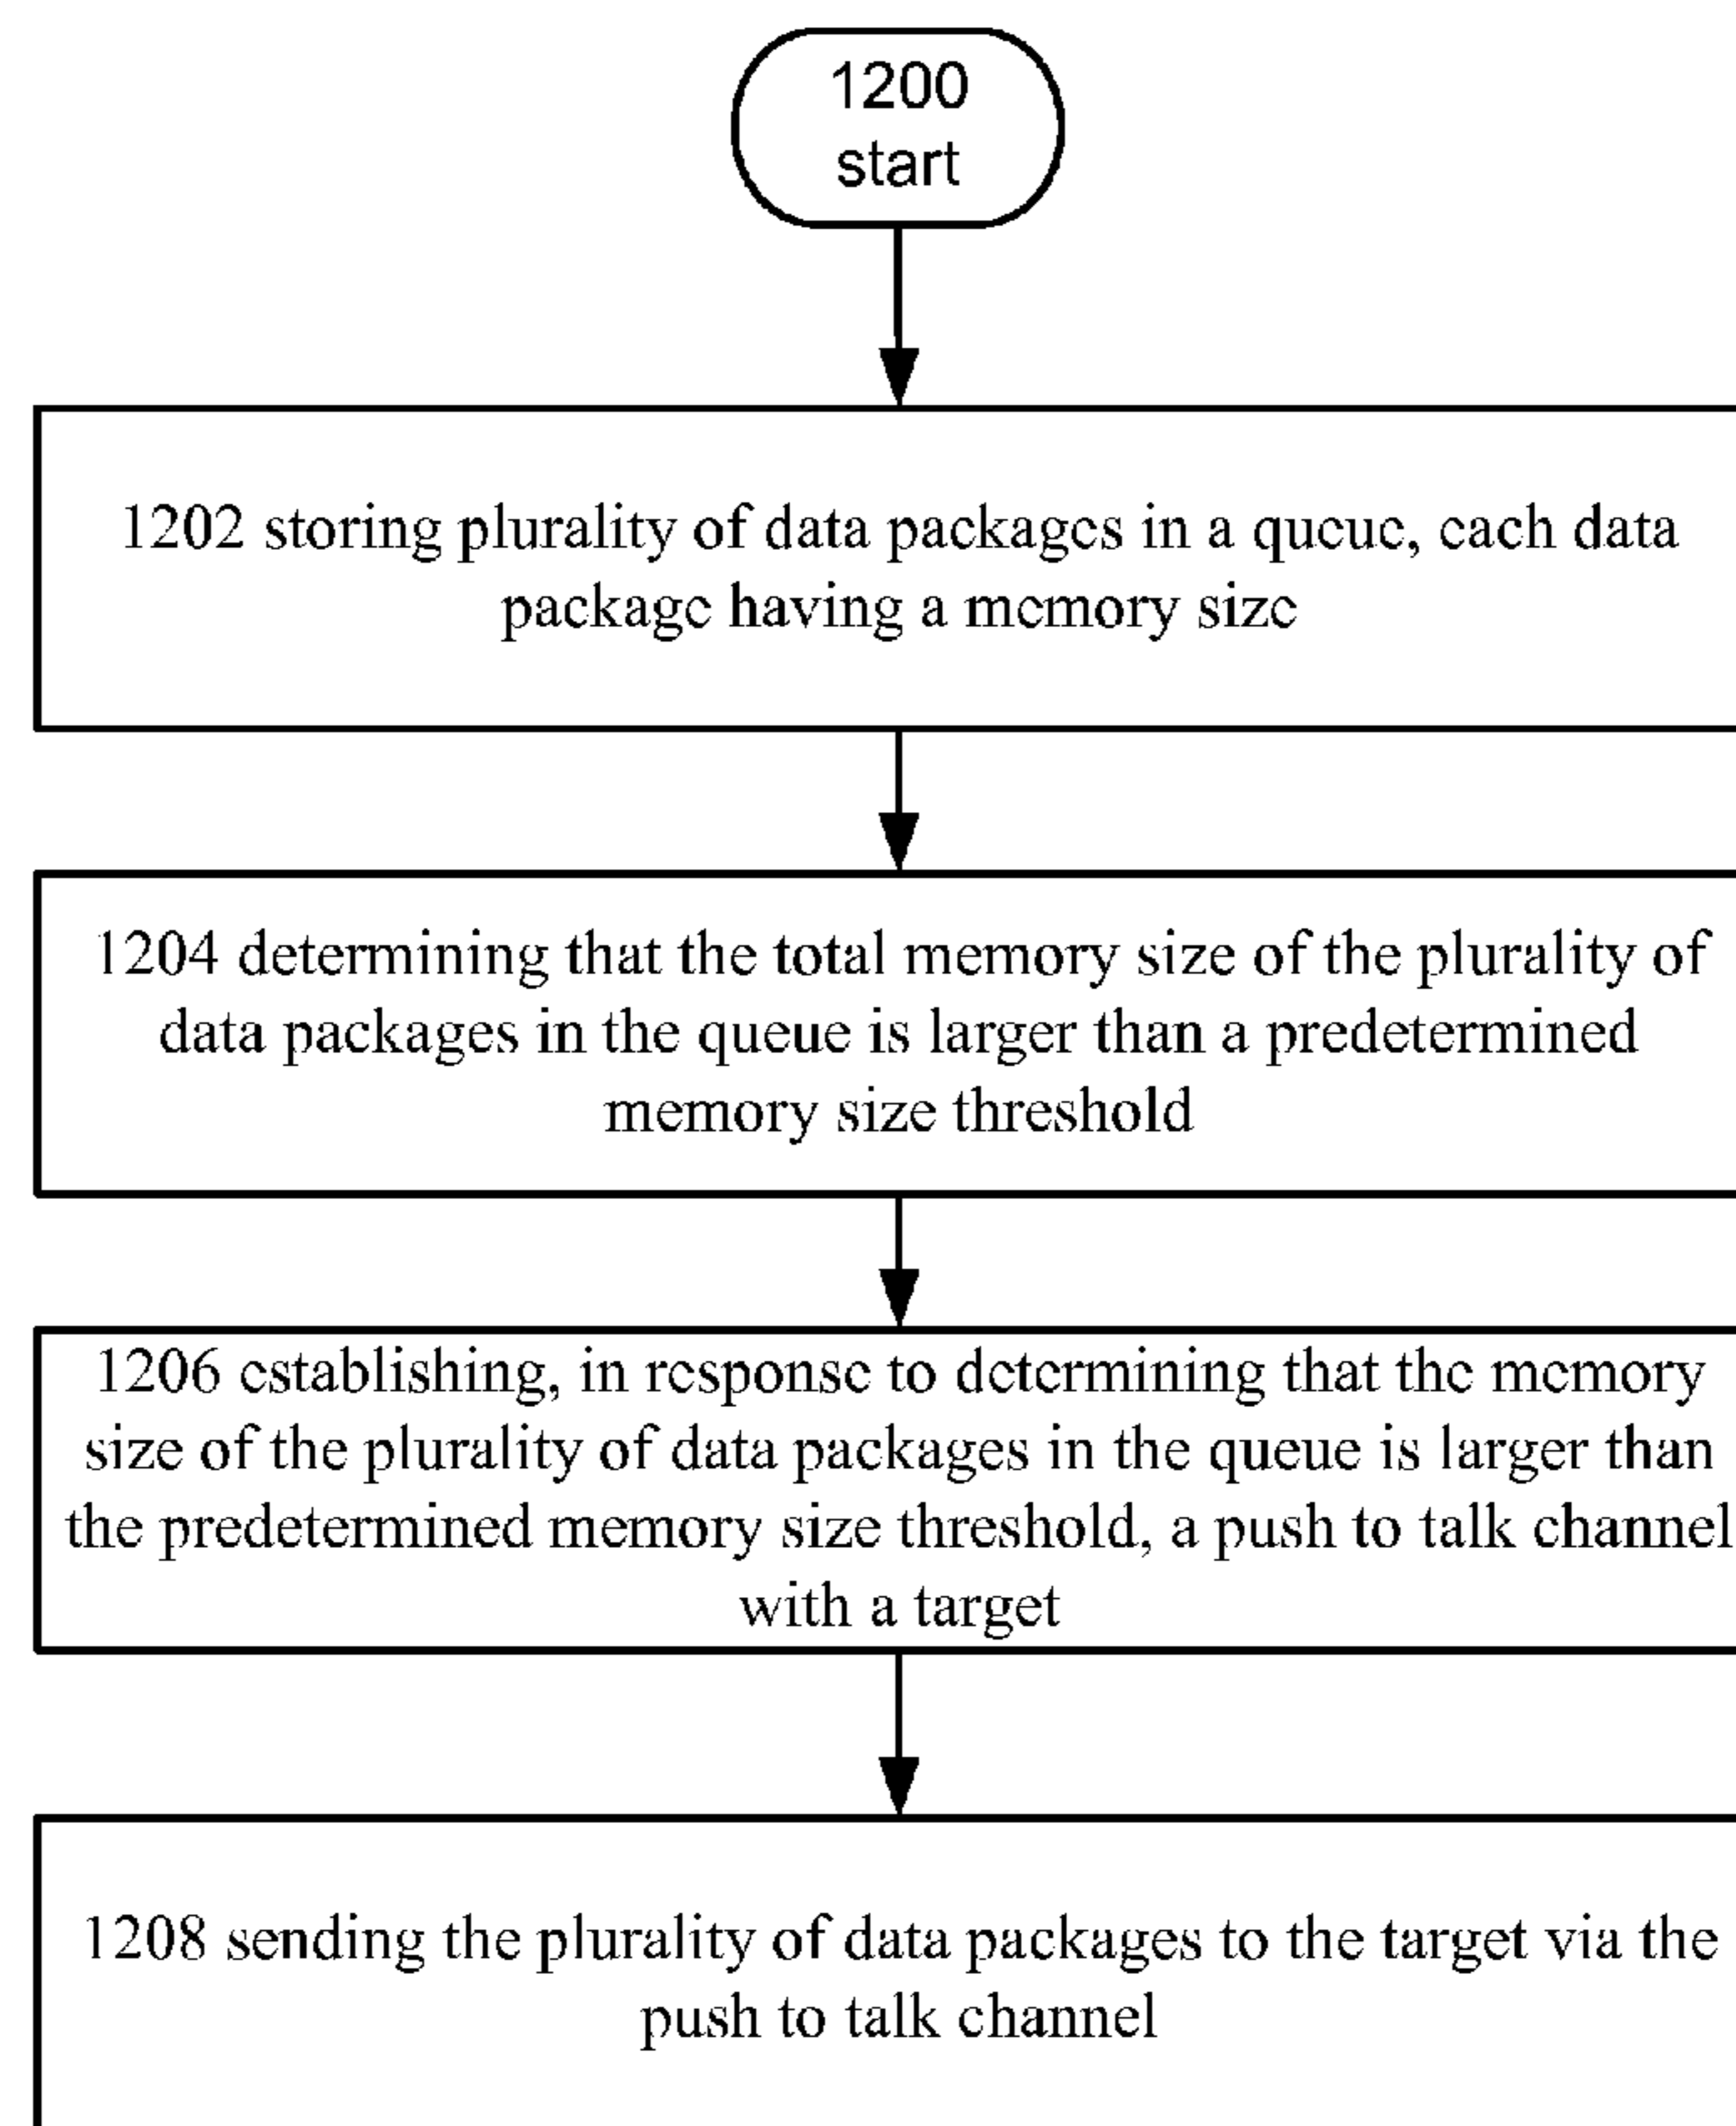 1200
start
1202 storing plurality of data packages in a queue, each data
package having a memory size
1204 determining that the total memory size of the plurality of
data packages in the queue is larger than a predetermined
memory size threshold
1206 establishing, in response to determining that the memory
size of the plurality of data packages in the queue is larger than
the predetermined memory size threshold, a push to talk channel
with a target
1208 sending the plurality of data packages to the target via the
push to talk channel